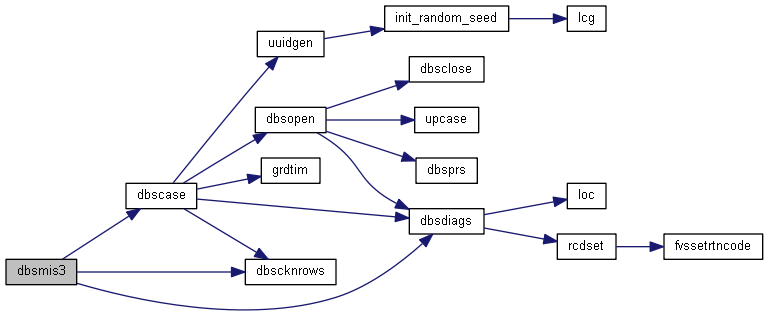 init_random_seed
lcg
uuidgen
dbsclose
dbsopen
upcase
dbsprs
grdtim
dbscase
loc
dbsdiags
rcdset
fvssetrtncode
dbsmis3
dbscknrows